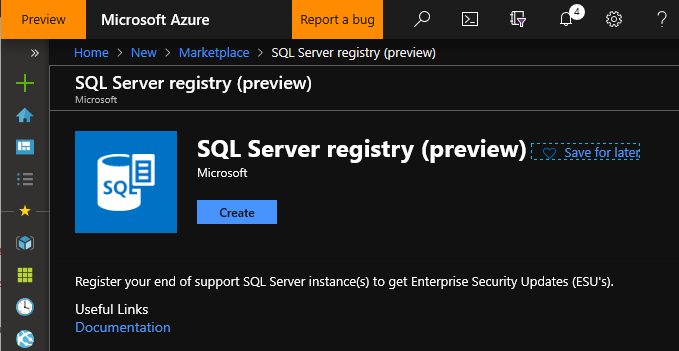 Preview
Microsoft Azure
Report a bug
4
»
Home > New > Marketplace > SQL Server registry (preview)
SQL Server registry (preview)
Microsoft
SQL
SQL Server registry (preview)
Save for later
Microsoft
Create
Register your end of support SQL Server instance(s) to get Enterprise Security Updates (ESU's).
Useful Links
Documentation